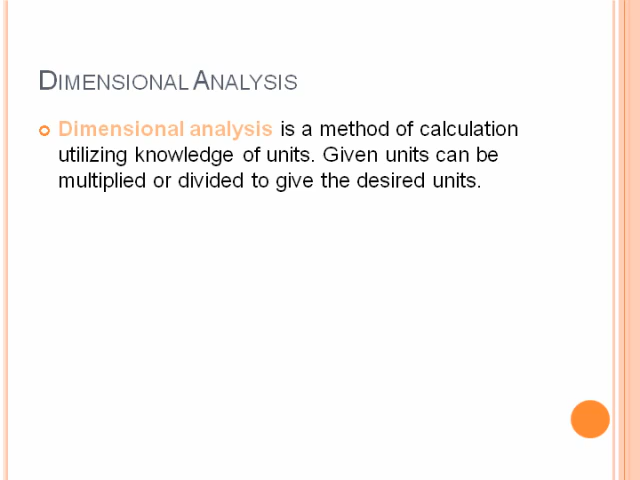 DIMENSIONAL ANALYSIS
Dimensional analysis is a method of calculation
utilizing knowledge of units. Given units can be
multiplied or divided to give the desired units.